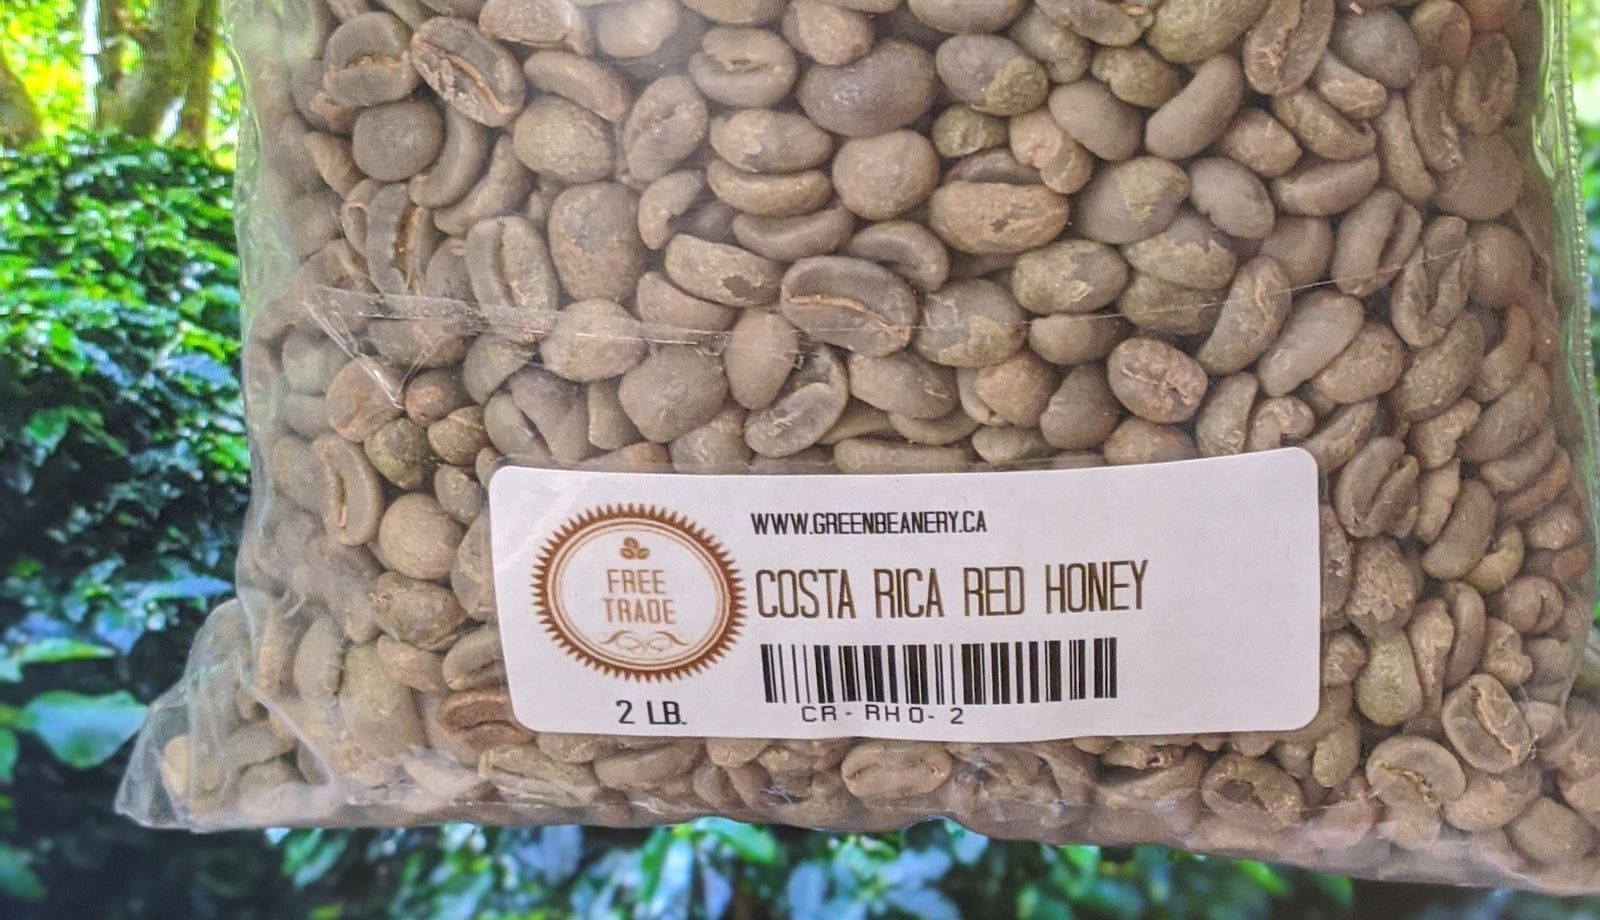 WWW.GREENBEANERY.CA
FREE
TRADE
COSTA RICA RED HONEY
2 LB.
CR-RHO-2